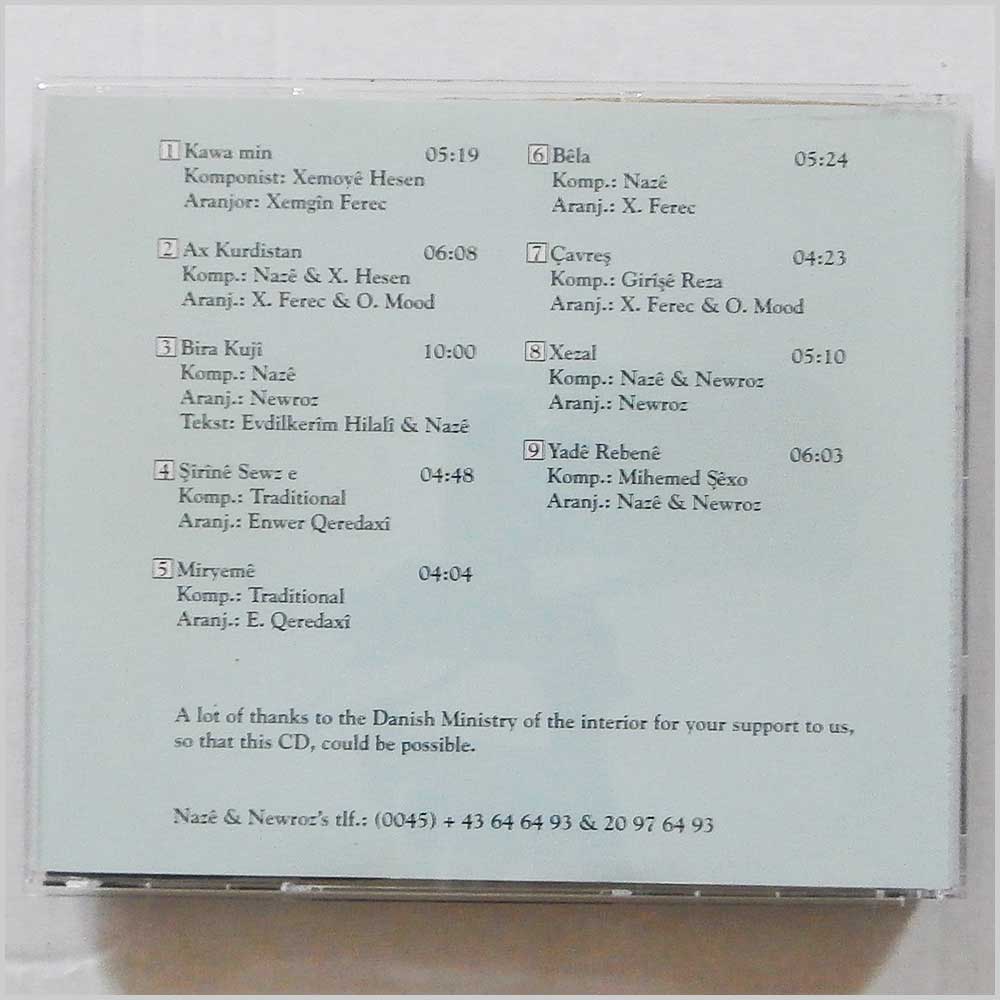 1 Kawa min 05:19
Komponist: Xemoyê Hesen
Aranjor: Xemgîn Ferec
2 Ax Kurdistan 06:08
Komp.: Nazê & X. Hesen
Aranj.: X. Ferec & O. Mood
3 Bira Kujî 10:00
Komp.: Nazê
Aranj.: Newroz
Tekst: Evdilkerîm Hilalî & Nazê
4 Şîrînê Sewz e 04:48
Komp.: Traditional
Aranj.: Enwer Qeredaxî
5 Miryemê 04:04
Komp.: Traditional
Aranj.: E. Qeredaxî
6 Bêla 05:24
Komp.: Nazê
Aranj.: X. Ferec
7 Çavreş 04:23
Komp.: Girîşê Reza
Aranj.: X. Ferec & O. Mood
8 Xezal 05:10
Komp.: Nazê & Newroz
Aranj.: Newroz
9 Yadê Rebenê 06:03
Komp.: Mihemed Şêxo
Aranj.: Nazê & Newroz
A lot of thanks to the Danish Ministry of the interior for your support to us,
so that this CD, could be possible.
Nazê & Newroz's tlf.: (0045) + 43 64 64 93 & 20 97 64 93